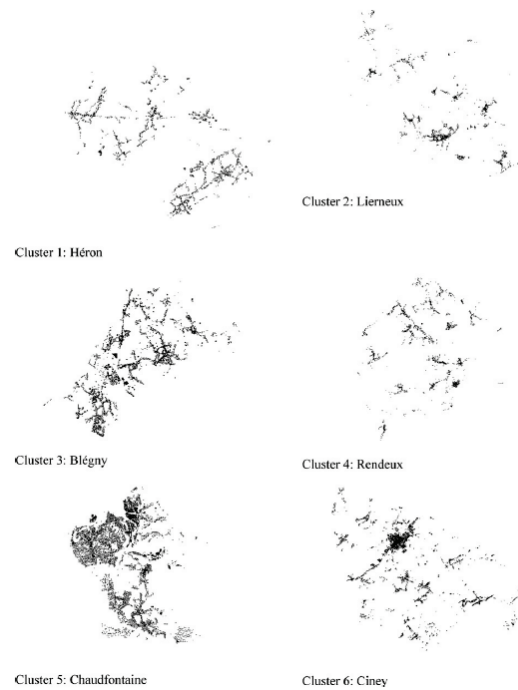 Cluster 1: Héron
Cluster 2: Lierneux
Cluster 3: Blégny
Cluster 4: Rendeux
Cluster 5: Chaudfontaine
Cluster 6: Ciney